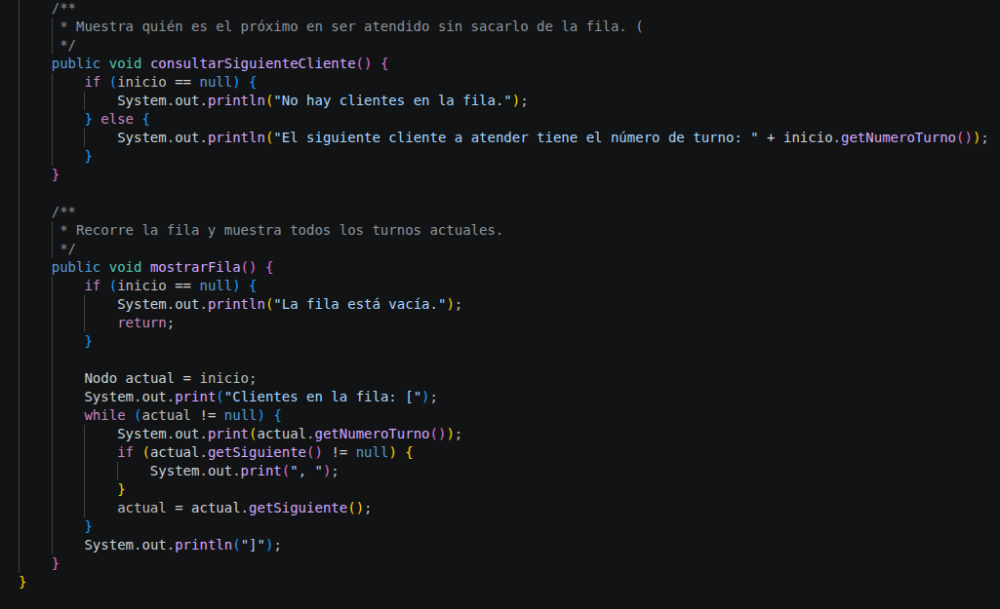 /**
 * Muestra quién es el próximo en ser atendido sin sacarlo de la fila. (
 */
public void consultarSiguienteCliente() {
    if (inicio == null) {
        System.out.println("No hay clientes en la fila.");
    } else {
        System.out.println("El siguiente cliente a atender tiene el número de turno: " + inicio.getNumeroTurno());
    }
}

/**
 * Recorre la fila y muestra todos los turnos actuales.
 */
public void mostrarFila() {
    if (inicio == null) {
        System.out.println("La fila está vacía.");
        return;
    }

    Nodo actual = inicio;
    System.out.print("Clientes en la fila: [");
    while (actual != null) {
        System.out.print(actual.getNumeroTurno());
        if (actual.getSiguiente() != null) {
            System.out.print(", ");
        }
        actual = actual.getSiguiente();
    }
    System.out.println("]");
}
}